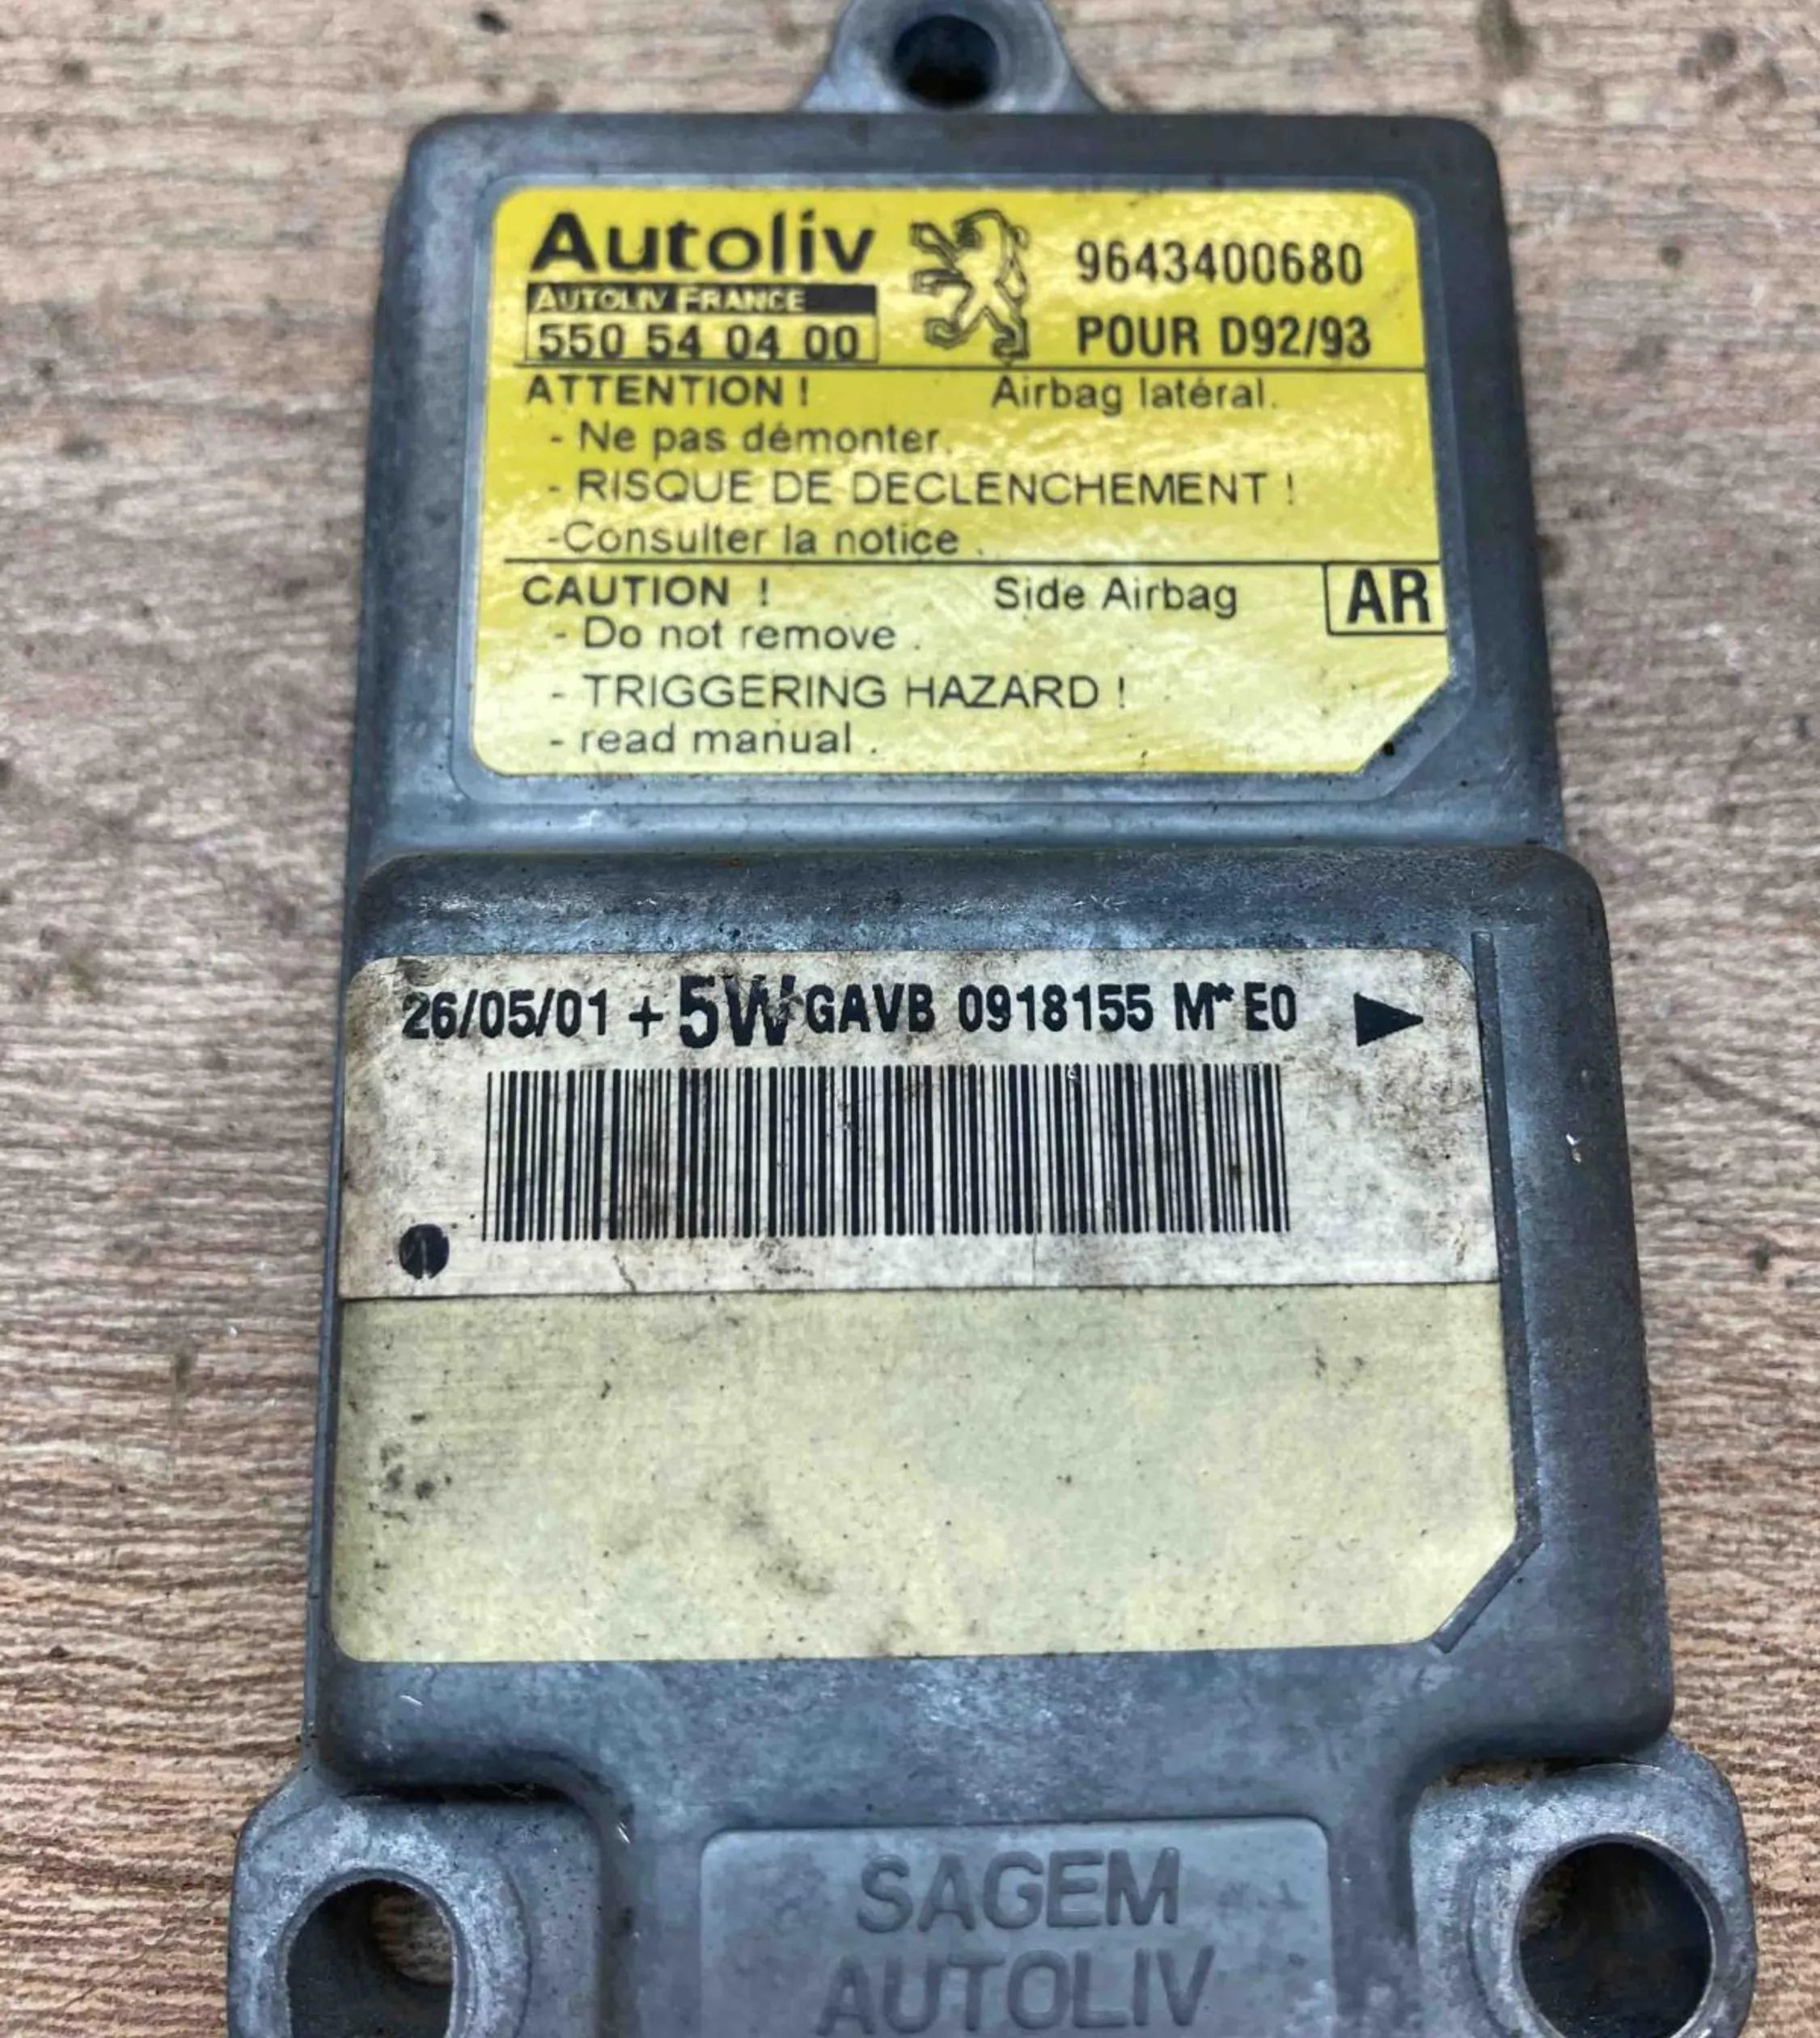 Autoliv
AUTOLIV FRANCE
550 54 04 00
9643400680
POUR D92/93
ATTENTION ! Airbag latéral.
- Ne pas démonter.
- RISQUE DE DECLENCHEMENT !
-Consulter la notice .
CAUTION ! Side Airbag AR
- Do not remove .
- TRIGGERING HAZARD !
- read manual .
26/05/01 + 5W GAVB 0918155 M* E0
SAGEM
AUTOLIV